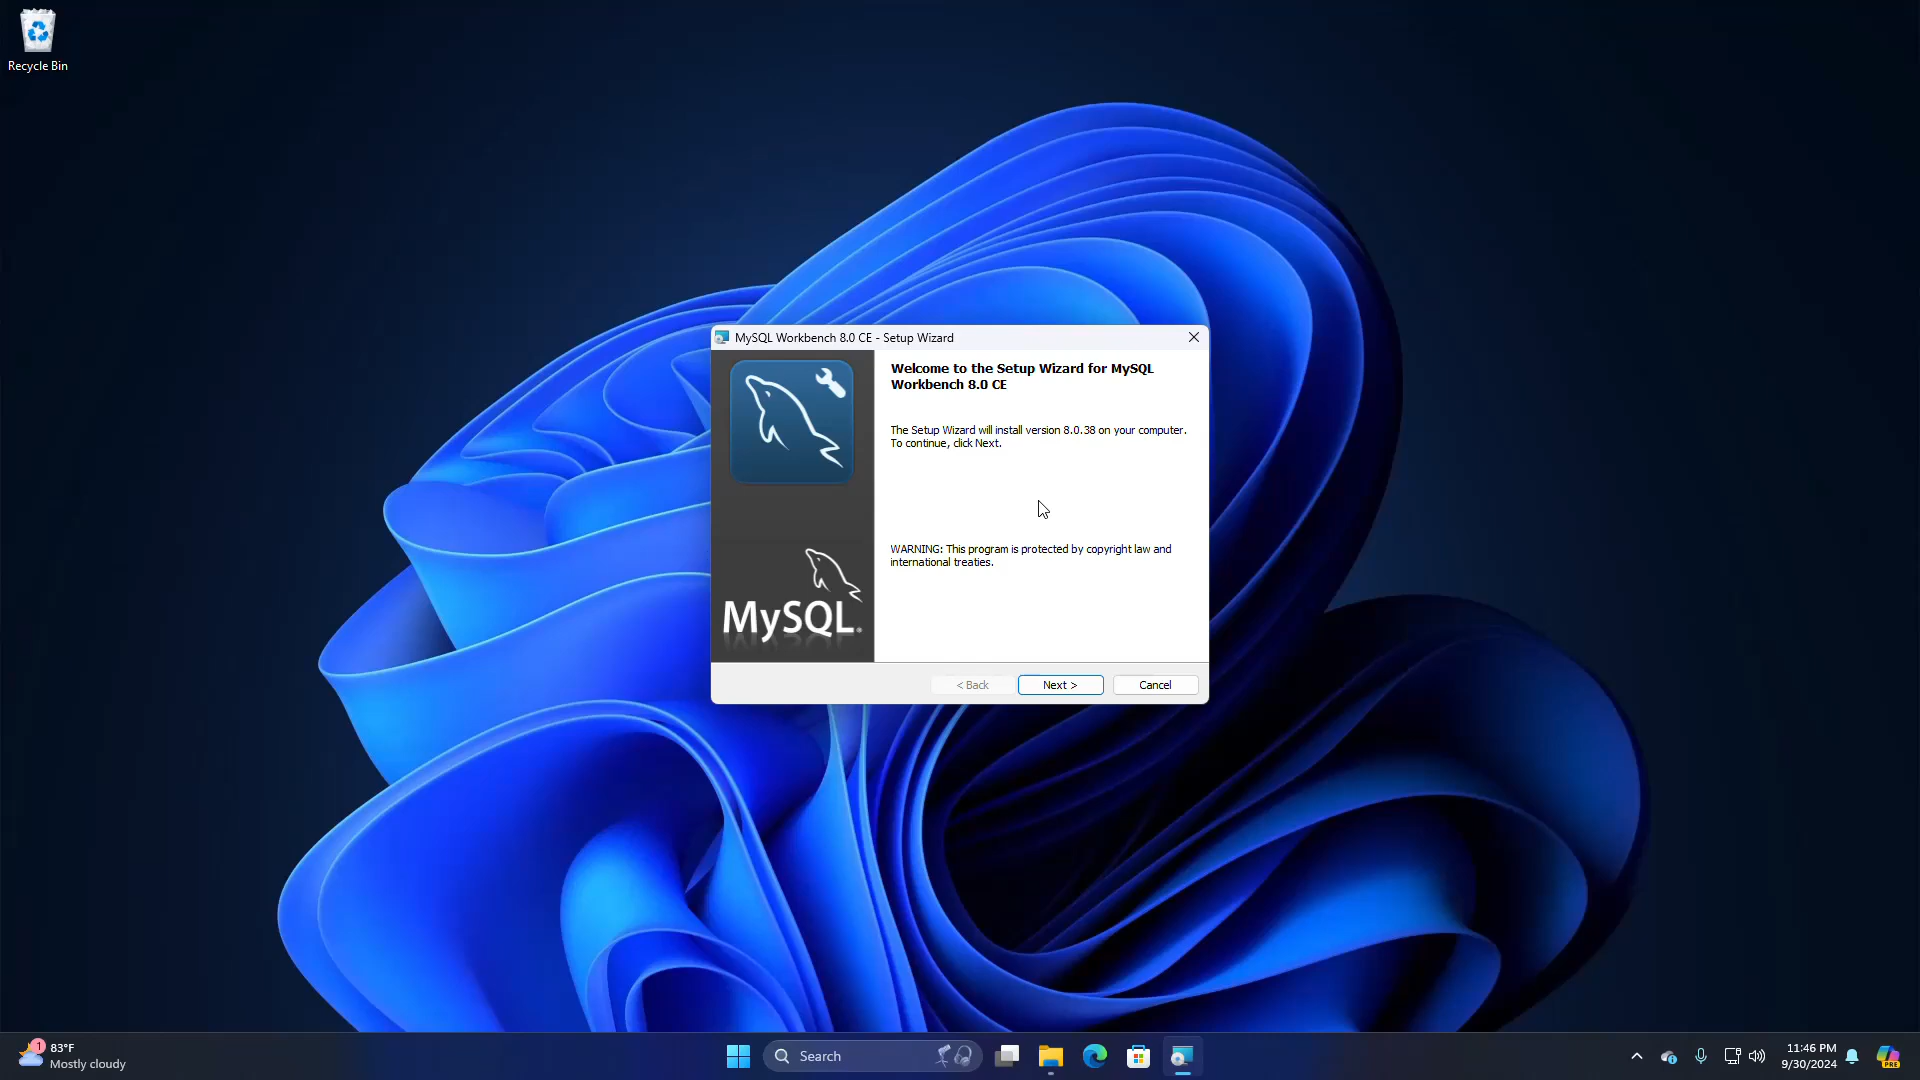 Recycle Bin
MySQL Workbench 8.0 CE - Setup Wizard
Welcome to the Setup Wizard for MySQL
Workbench 8.0 CE
The Setup Wizard will install version 8.0.38 on your computer.
To continue, click Next.
WARNING: This program is protected by copyright law and
international treaties.
MySQL®
< Back
Next >
Cancel
1
83°F
Mostly cloudy
Search
11:46 PM
9/30/2024
PRE